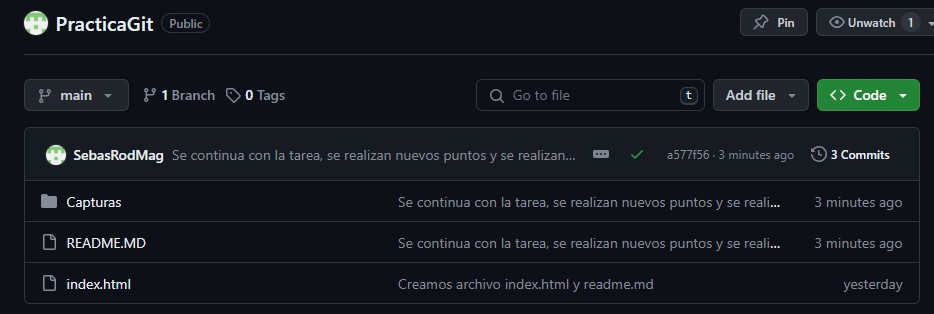 PracticaGit Public Pin Unwatch 1
main 1 Branch 0 Tags Go to file t Add file Code
SebasRodMag Se continua con la tarea, se realizan nuevos puntos y se realizan... a577f56 · 3 minutes ago 3 Commits
Capturas Se continua con la tarea, se realizan nuevos puntos y se reali... 3 minutes ago
README.MD Se continua con la tarea, se realizan nuevos puntos y se reali... 3 minutes ago
index.html Creamos archivo index.html y readme.md yesterday